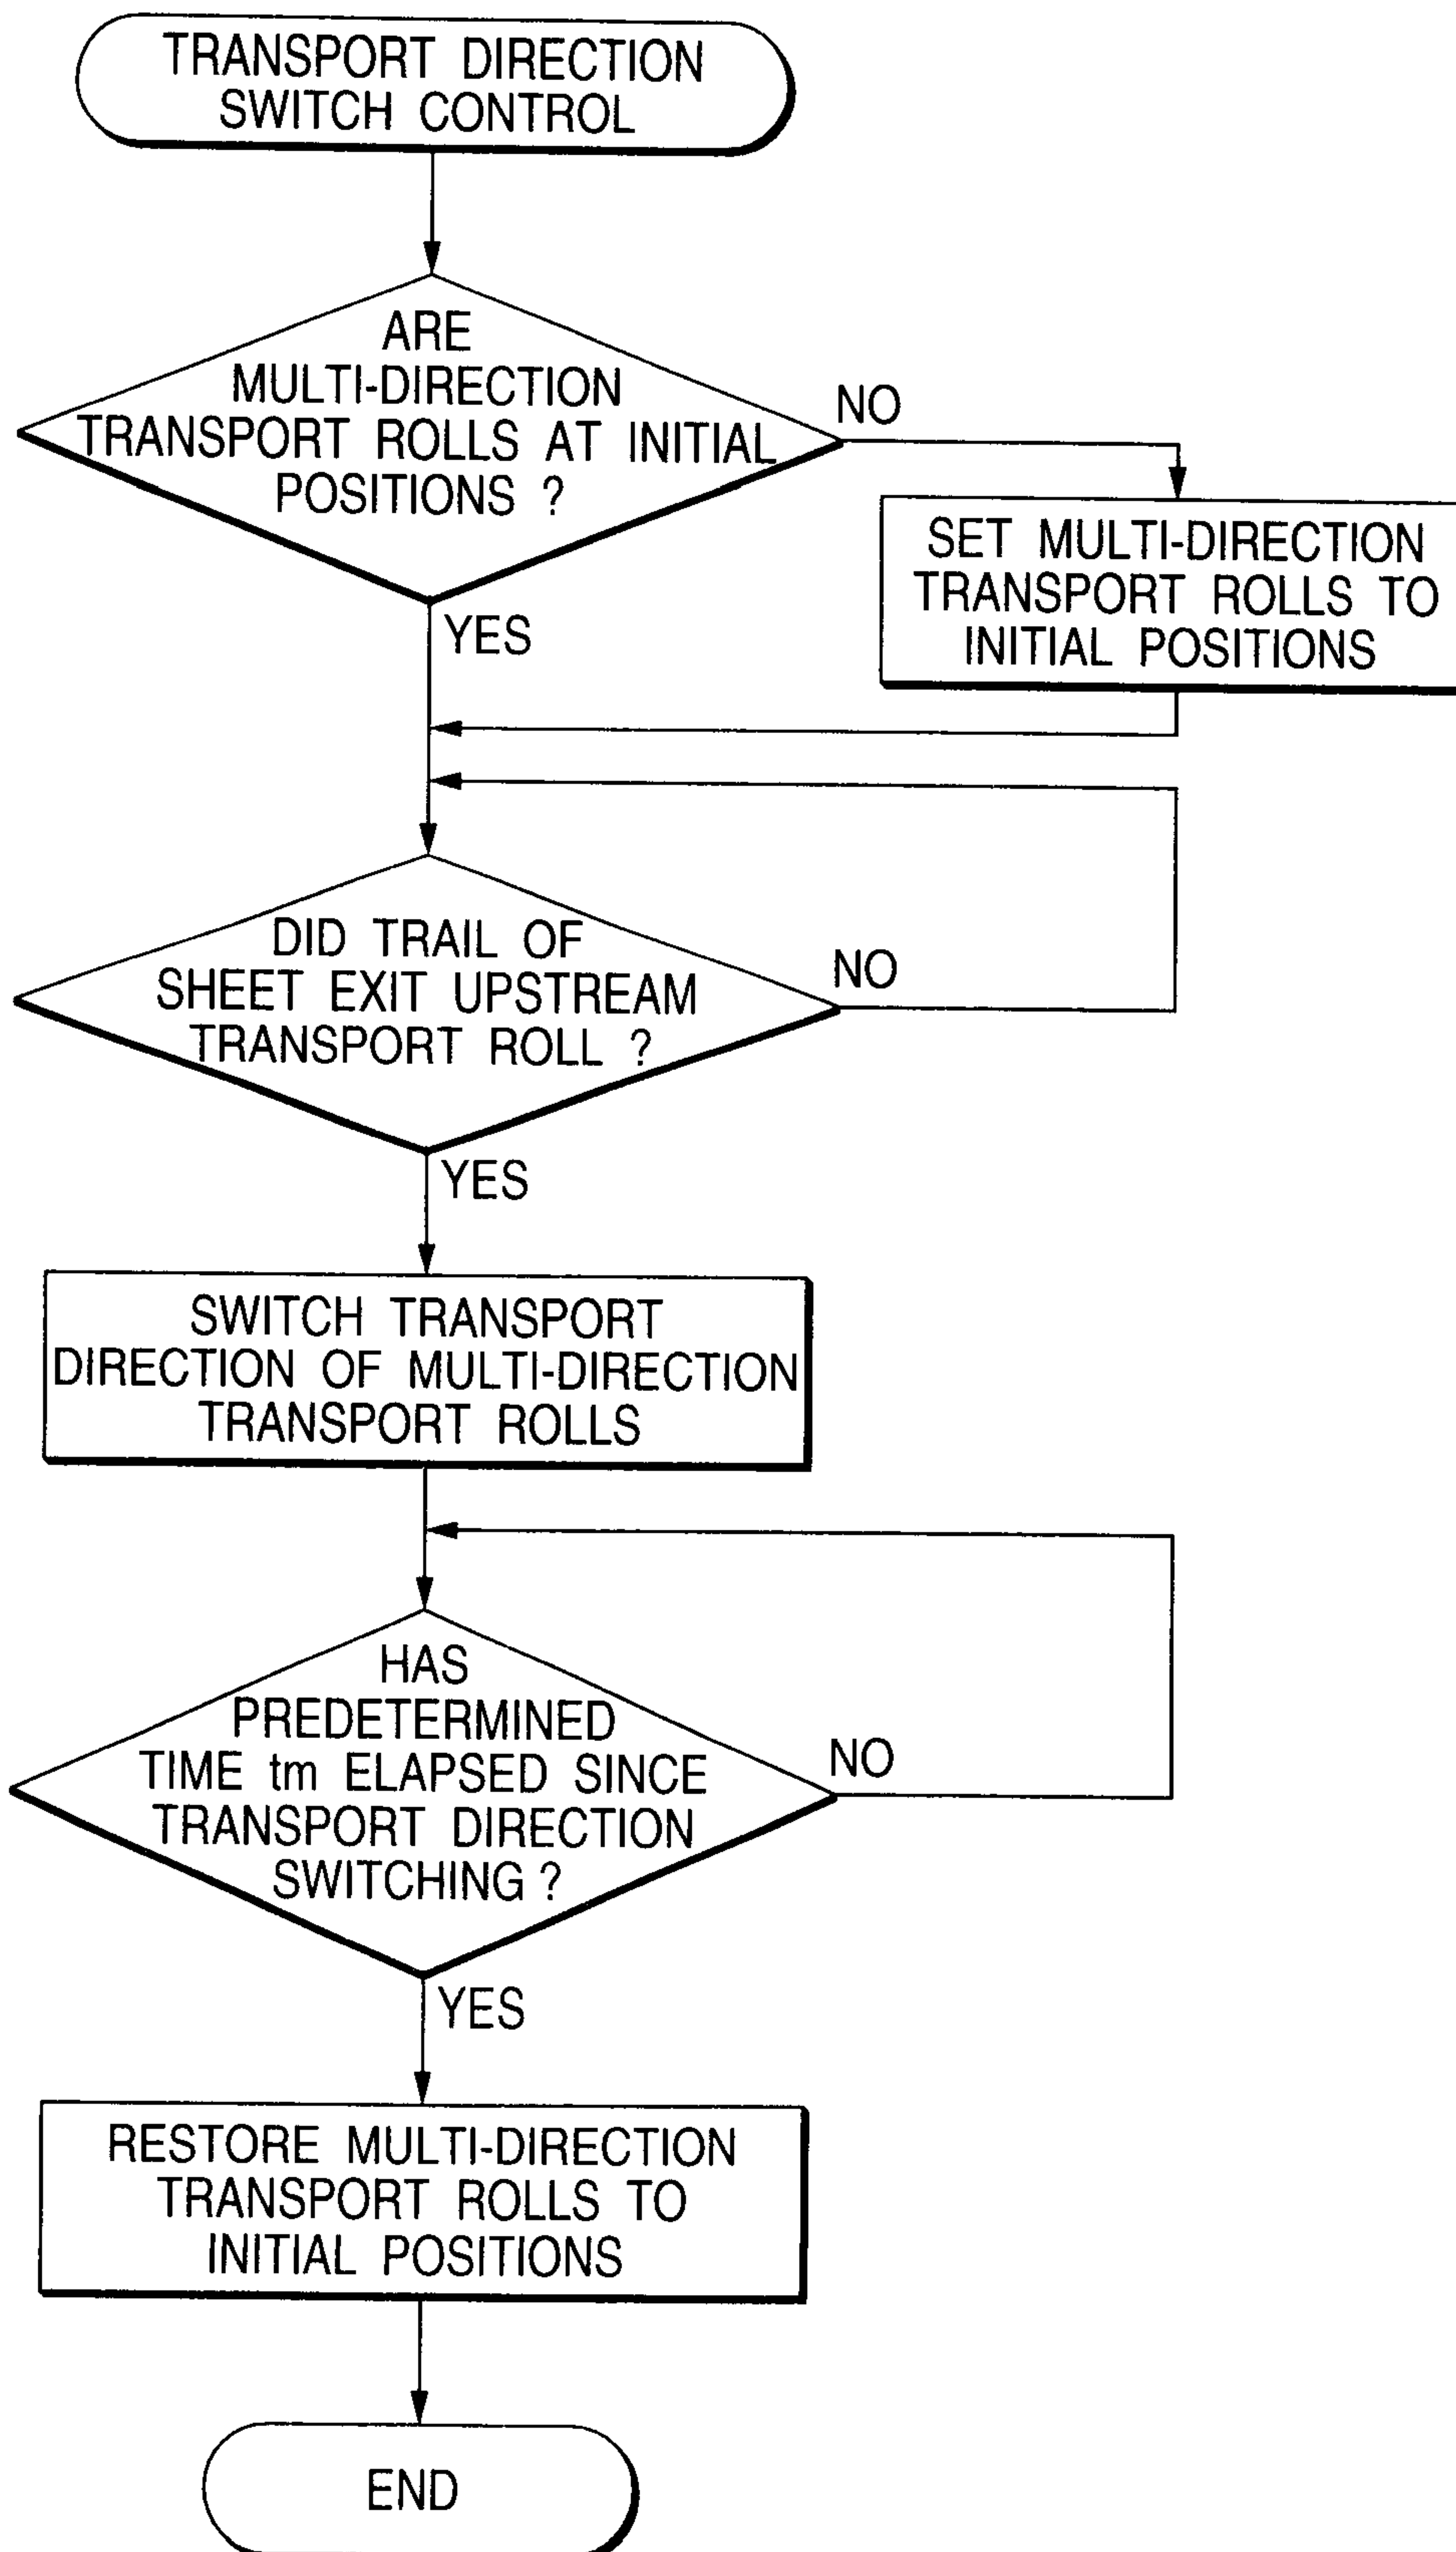 TRANSPORT DIRECTION
SWITCH CONTROL
ARE
MULTI-DIRECTION
TRANSPORT ROLLS AT INITIAL
POSITIONS ?
NO
SET MULTI-DIRECTION
TRANSPORT ROLLS TO
INITIAL POSITIONS
YES
DID TRAIL OF
SHEET EXIT UPSTREAM
TRANSPORT ROLL ?
NO
YES
SWITCH TRANSPORT
DIRECTION OF MULTI-DIRECTION
TRANSPORT ROLLS
HAS
PREDETERMINED
TIME tm ELAPSED SINCE
TRANSPORT DIRECTION
SWITCHING ?
NO
YES
RESTORE MULTI-DIRECTION
TRANSPORT ROLLS TO
INITIAL POSITIONS
END